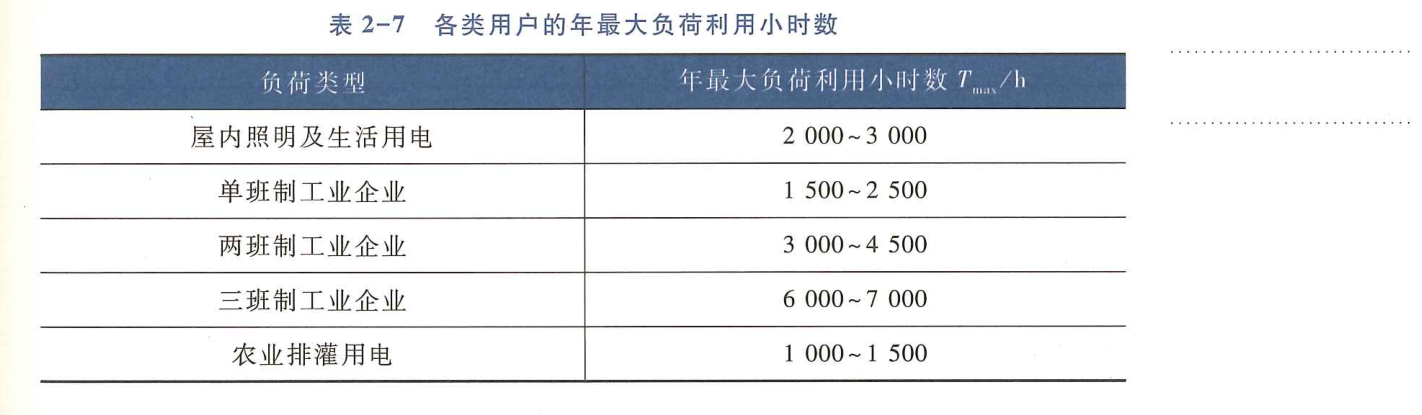 表 2-7 各类用户的年最大负荷利用小时数
负荷类型 年最大负荷利用小时数 Tmax/h
屋内照明及生活用电 2 000~3 000
单班制工业企业 1 500~2 500
两班制工业企业 3 000~4 500
三班制工业企业 6 000~7 000
农业排灌用电 1 000~1 500